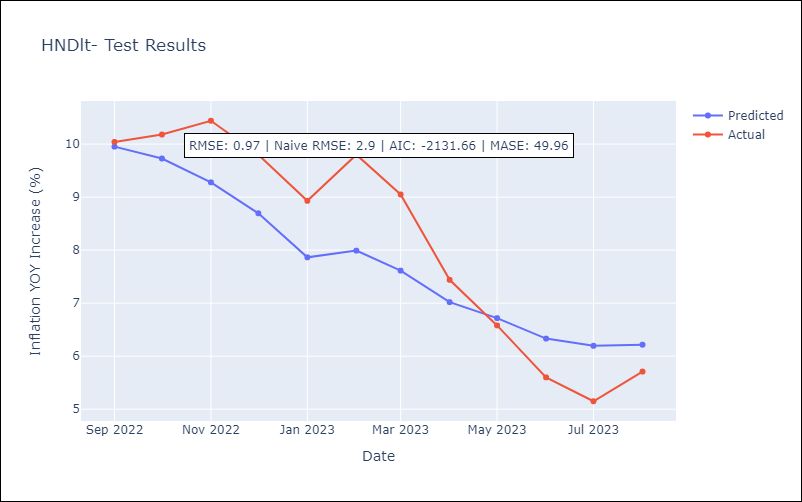 HNDlt- Test Results
Predicted
Actual
RMSE: 0.97 | Naive RMSE: 2.9 | AIC: -2131.66 | MASE: 49.96
Inflation YOY Increase (%)
10
9
8
7
6
5
Sep 2022 Nov 2022 Jan 2023 Mar 2023 May 2023 Jul 2023
Date